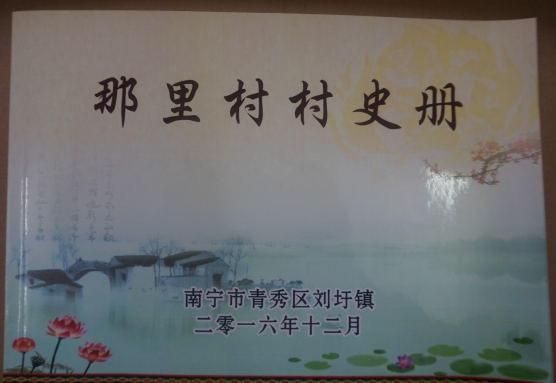 那里村村史册
南宁市青秀区刘圩镇
二零一六年十二月